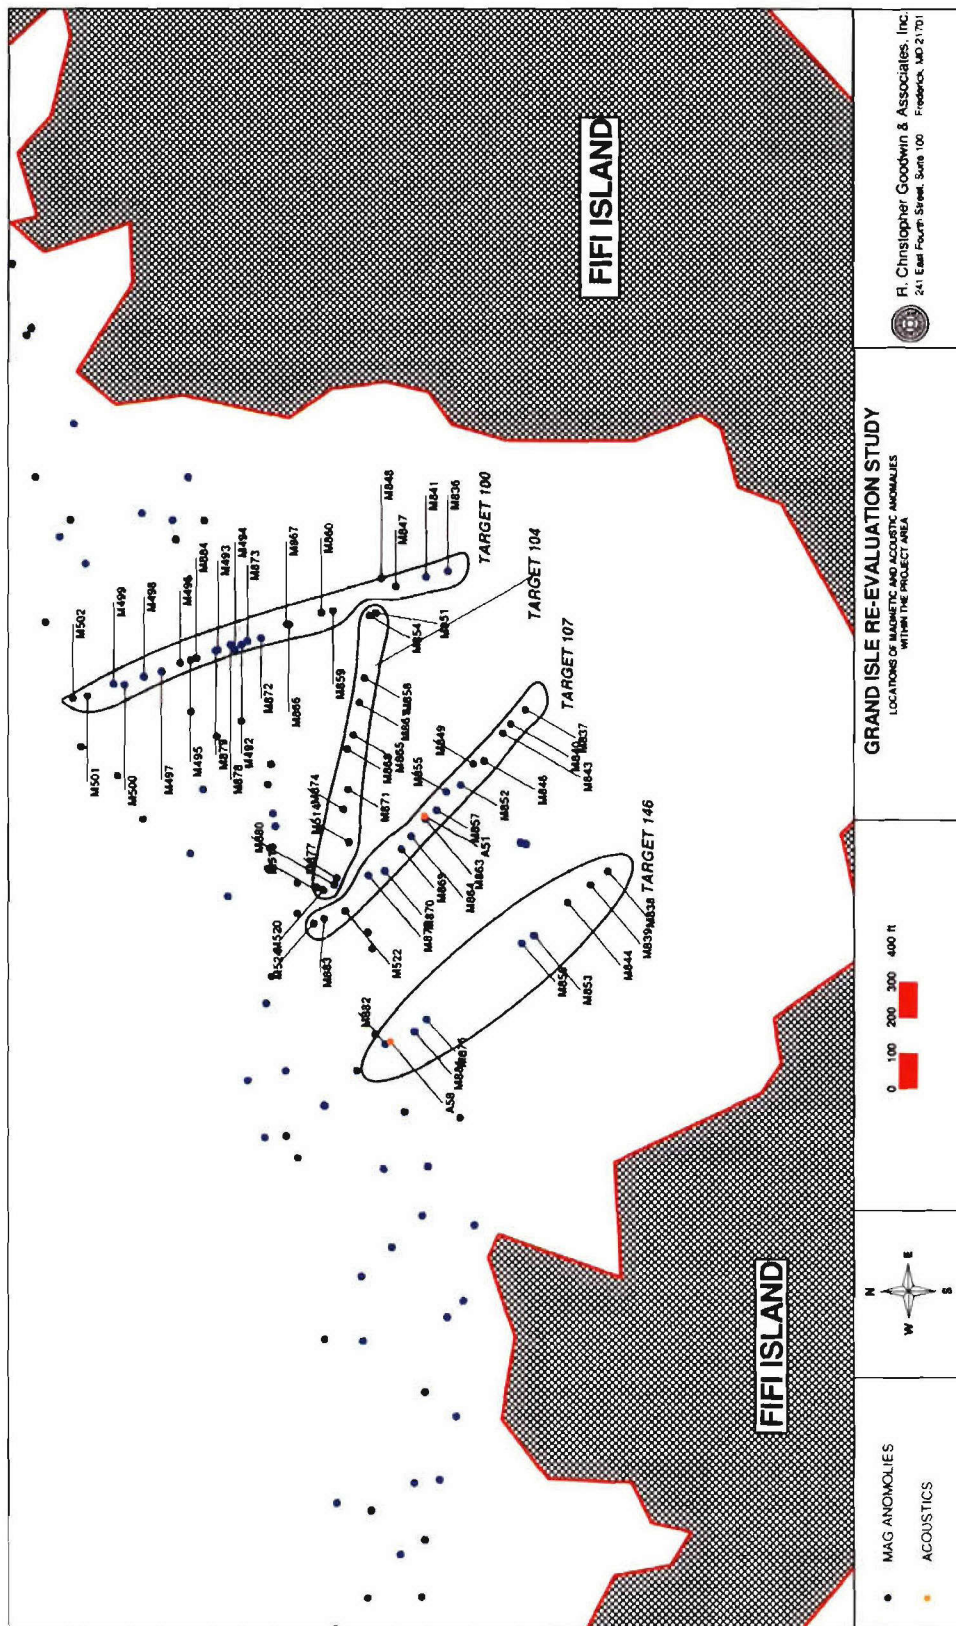 FIFI ISLAND
M502
M499
M498
M496
M884
M493
M494
M873
M867
M860
M848
M847
M841
M836
TARGET 100
TARGET 104
M501
M500
M497
M495
M879
M878
M492
M872
M866
M859
M854
M851
M858
M865
M871
M874
M614
M680
M877
TARGET 107
M837
M840
M843
M846
M849
M852
M855
M857
A51
M863
M864
M869
M870
M520
M883
M522
TARGET 146
M838
M839
M844
M853
M882
A58
FIFI ISLAND
MAG ANOMOLIES
ACOUSTICS
N
W
E
S
0 100 200 300 400 ft
GRAND ISLE RE-EVALUATION STUDY
LOCATIONS OF MAGNETIC AND ACOUSTIC ANOMALIES
WITHIN THE PROJECT AREA
R. Christopher Goodwin & Associates, Inc.
241 East Fourth Street, Suite 100 Frederick, MD 21701